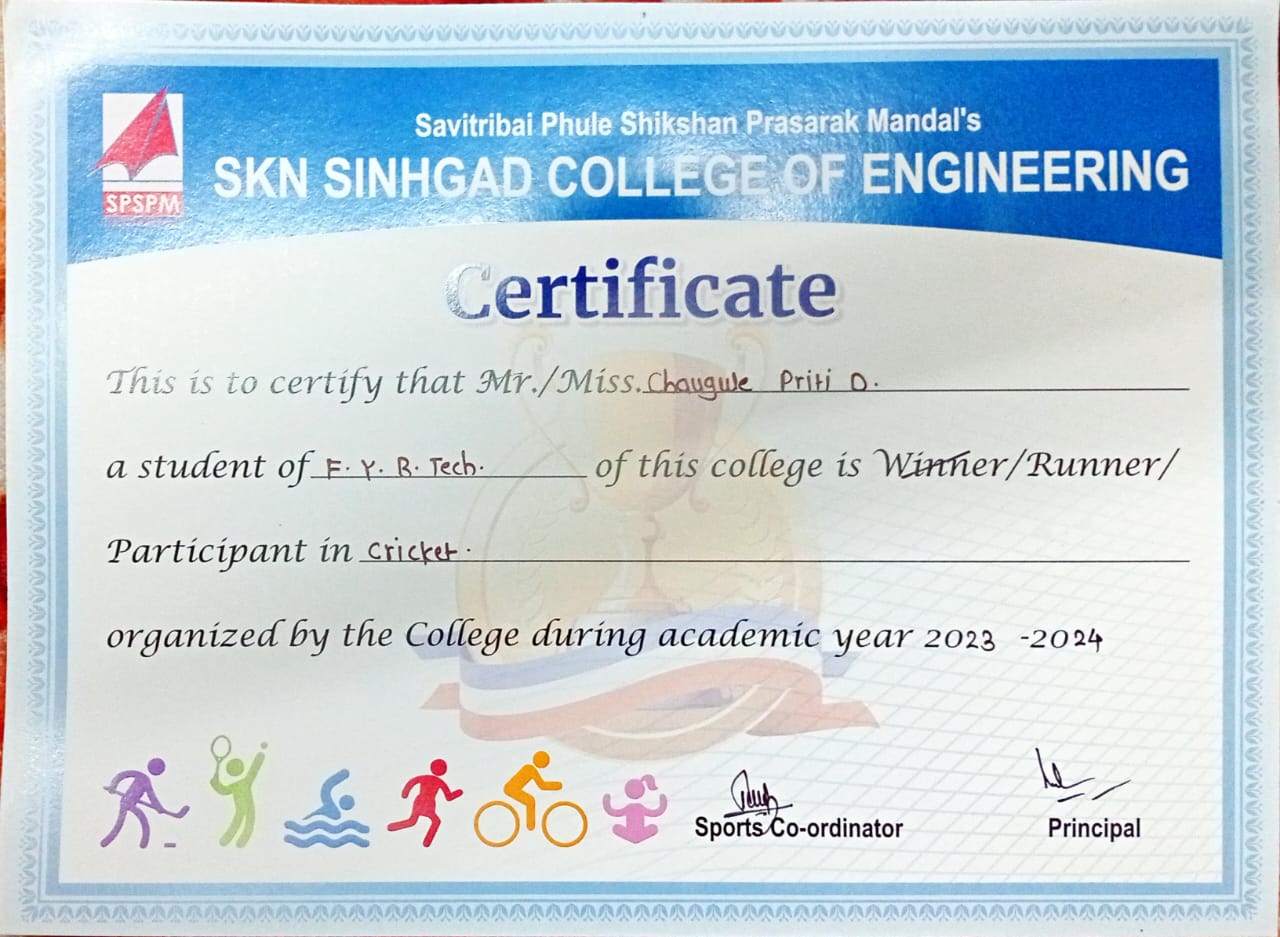 SPSPM
Savitribai Phule Shikshan Prasarak Mandal's
SKN SINHGAD COLLEGE OF ENGINEERING
Certificate
This is to certify that Mr./Miss. Chaugule Priti D.
a student of F. Y. B. Tech. of this college is Winner/Runner/
Participant in Cricket.
organized by the College during academic year 2023 -2024
Sports Co-ordinator
Principal